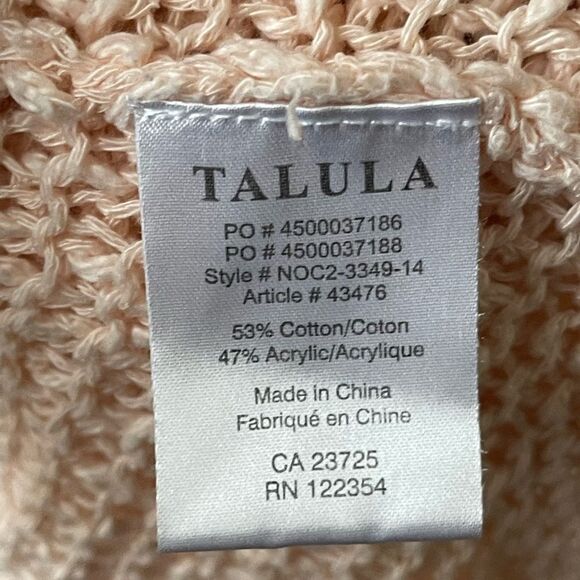 TALULA
PO # 4500037186
PO # 4500037188
Style # NOC2-3349-14
Article # 43476
53% Cotton/Coton
47% Acrylic/Acrylique
Made in China
Fabriqué en Chine
CA 23725
RN 122354